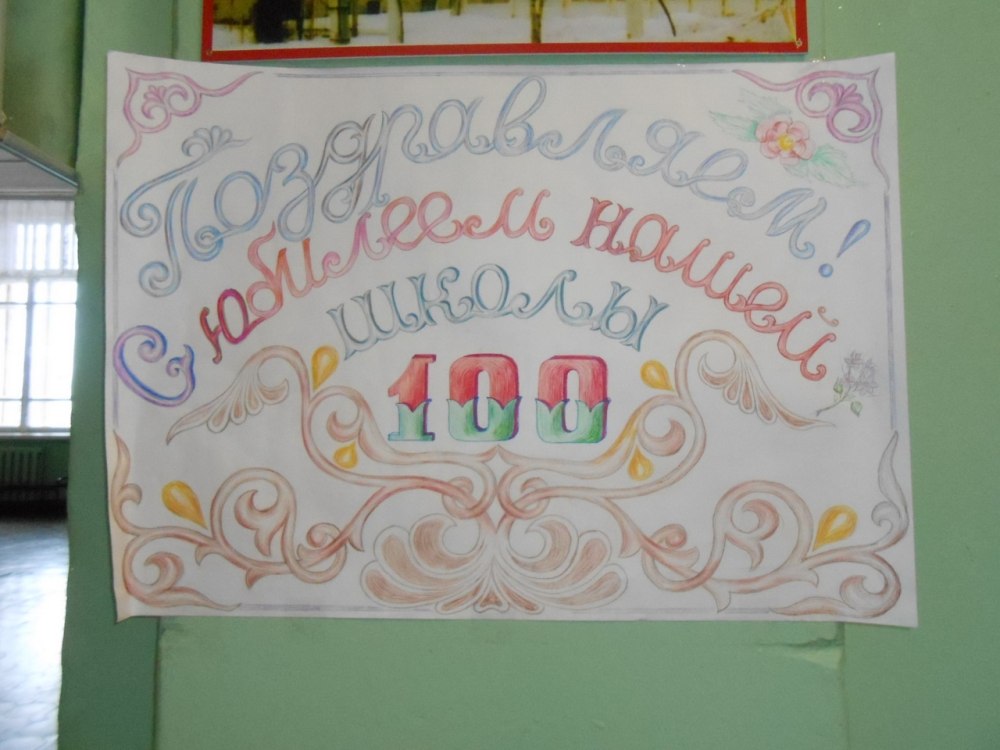 Поздравляем!
С юбилеем нашей
школы
100